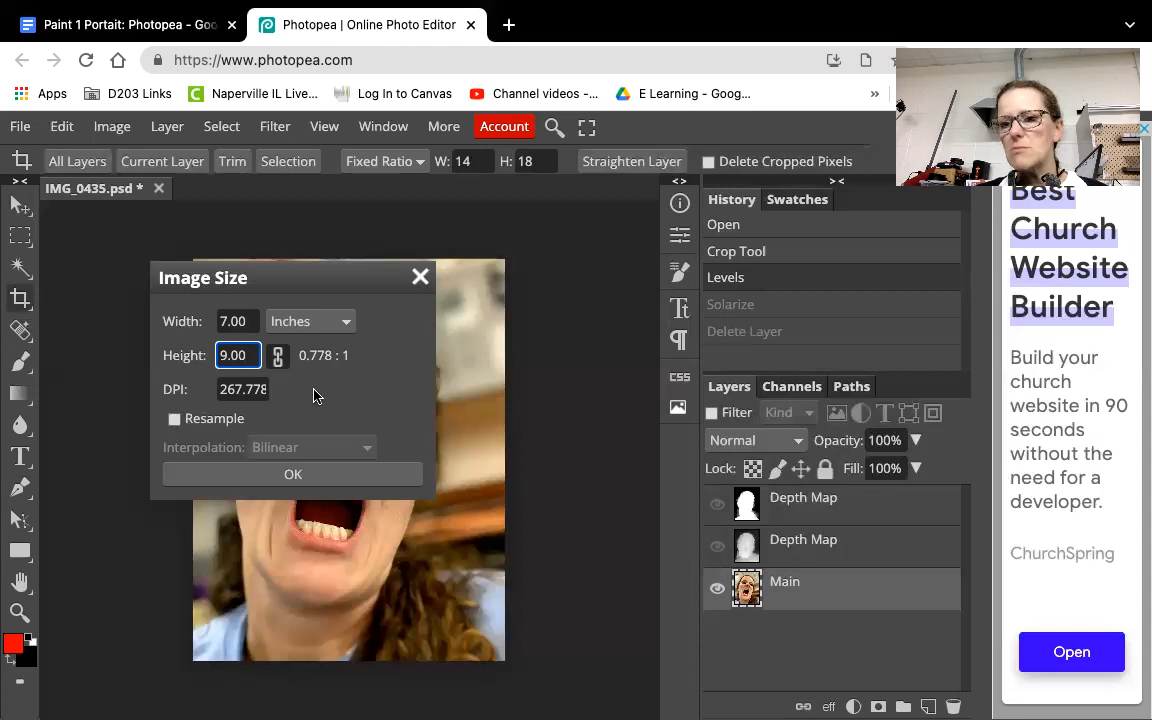 Paint 1 Portait: Photopea - Goo
Photopea | Online Photo Editor
https://www.photopea.com
Apps
D203 Links
Naperville IL Live...
Log In to Canvas
Channel videos -...
E Learning - Goog...
»
File Edit Image Layer Select Filter View Window More Account
All Layers Current Layer Trim Selection Fixed Ratio W: 14 H: 18 Straighten Layer Delete Cropped Pixels
IMG_0435.psd *
Image Size
Width: 7.00 Inches
Height: 9.00 0.778 : 1
DPI: 267.778
Resample
Interpolation: Bilinear
OK
History Swatches
Open
Crop Tool
Levels
Solarize
Delete Layer
CSS
Layers Channels Paths
Filter Kind
Normal Opacity: 100%
Lock: Fill: 100%
Depth Map
Depth Map
Main
eff
Best
Church
Website
Builder
Build your
church
website in 90
seconds
without the
need for a
developer.
ChurchSpring
Open